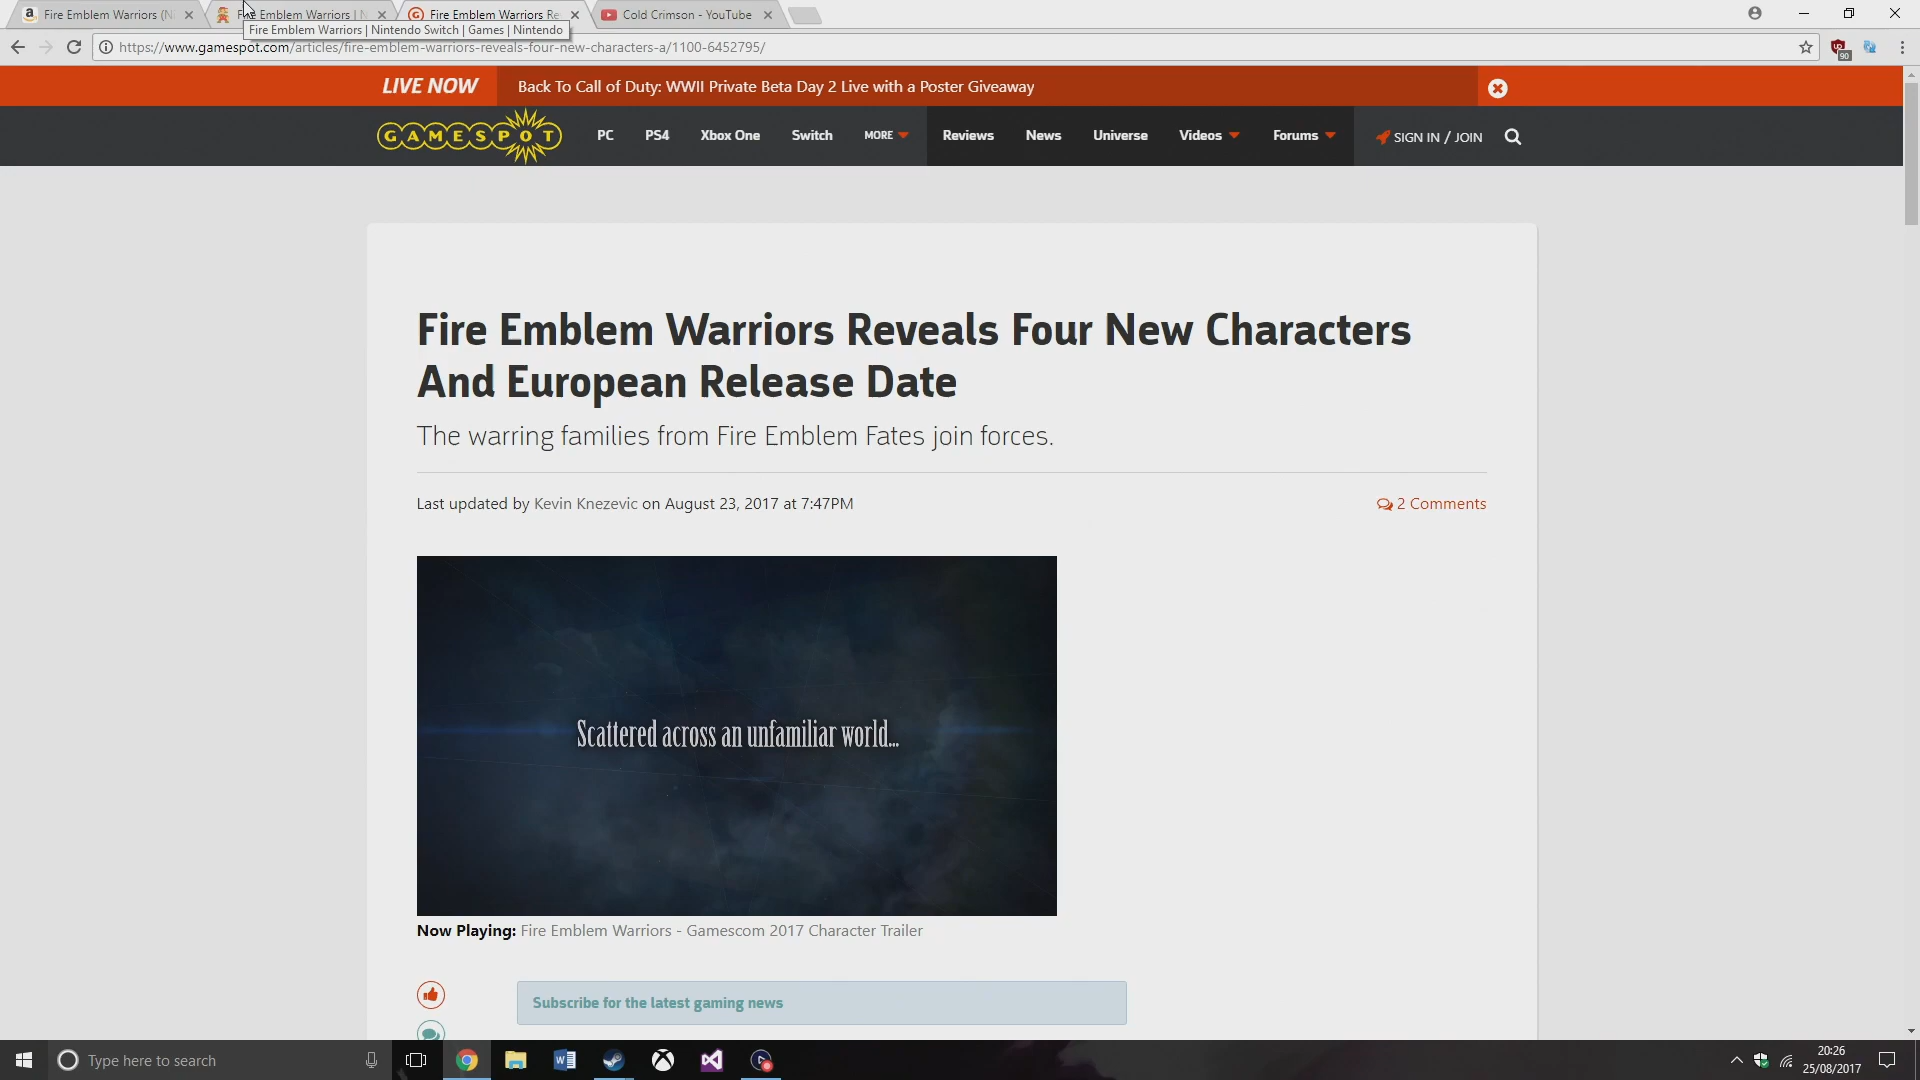 Fire Emblem Warriors (N
Fire Emblem Warriors | N
Fire Emblem Warriors Re
Cold Crimson - YouTube
Fire Emblem Warriors | Nintendo Switch | Games | Nintendo
https://www.gamespot.com/articles/fire-emblem-warriors-reveals-four-new-characters-a/1100-6452795/
90
LIVE NOW
Back To Call of Duty: WWII Private Beta Day 2 Live with a Poster Giveaway
GAMESPOT
PC
PS4
Xbox One
Switch
MORE
Reviews
News
Universe
Videos
Forums
SIGN IN / JOIN
Fire Emblem Warriors Reveals Four New Characters
And European Release Date
The warring families from Fire Emblem Fates join forces.
Last updated by Kevin Knezevic on August 23, 2017 at 7:47PM
2 Comments
Scattered across an unfamiliar world...
Now Playing: Fire Emblem Warriors - Gamescom 2017 Character Trailer
Subscribe for the latest gaming news
Type here to search
20:26
25/08/2017